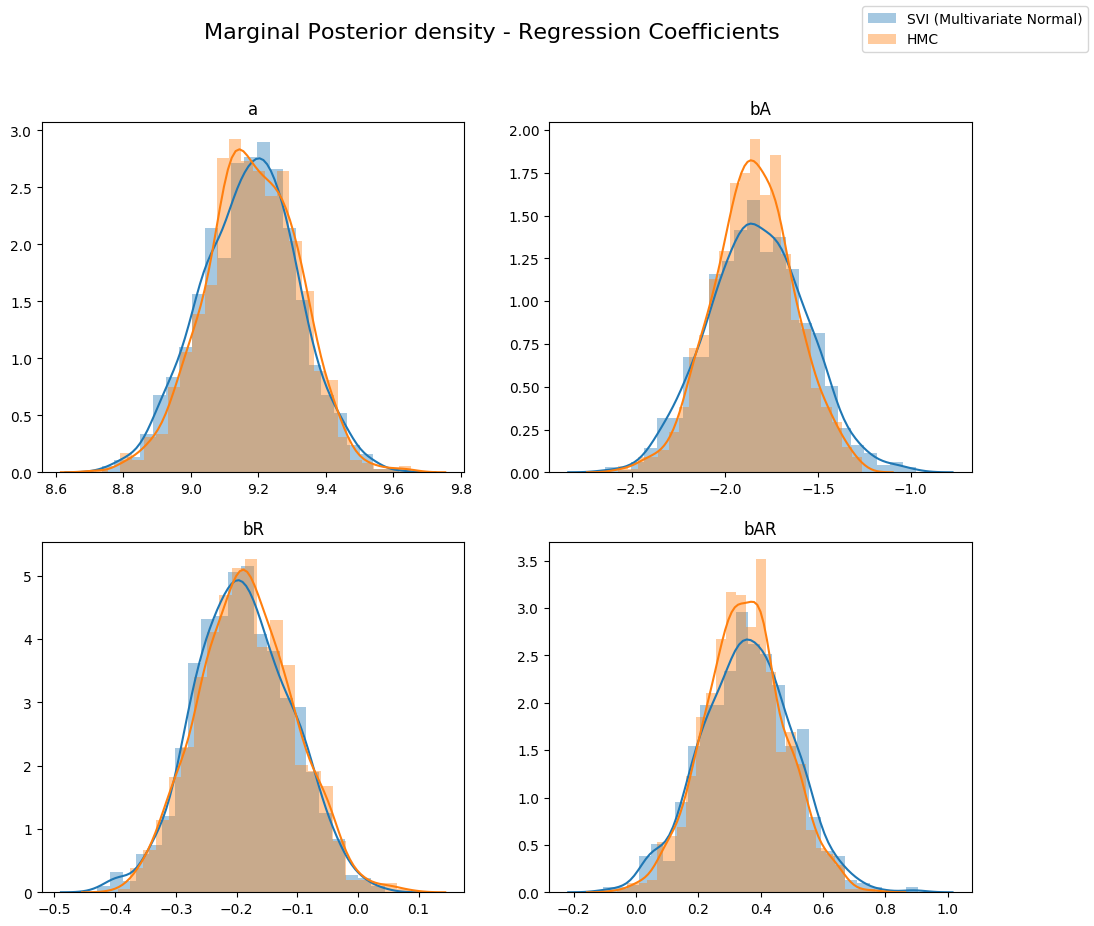 Marginal Posterior density - Regression Coefficients
SVI (Multivariate Normal)
HMC
a
3.0
2.5
2.0
1.5
1.0
0.5
0.0
8.6 8.8 9.0 9.2 9.4 9.6 9.8
bA
2.00
1.75
1.50
1.25
1.00
0.75
0.50
0.25
0.00
−2.5 −2.0 −1.5 −1.0
bR
5
4
3
2
1
0
−0.5 −0.4 −0.3 −0.2 −0.1 0.0 0.1
bAR
3.5
3.0
2.5
2.0
1.5
1.0
0.5
0.0
−0.2 0.0 0.2 0.4 0.6 0.8 1.0